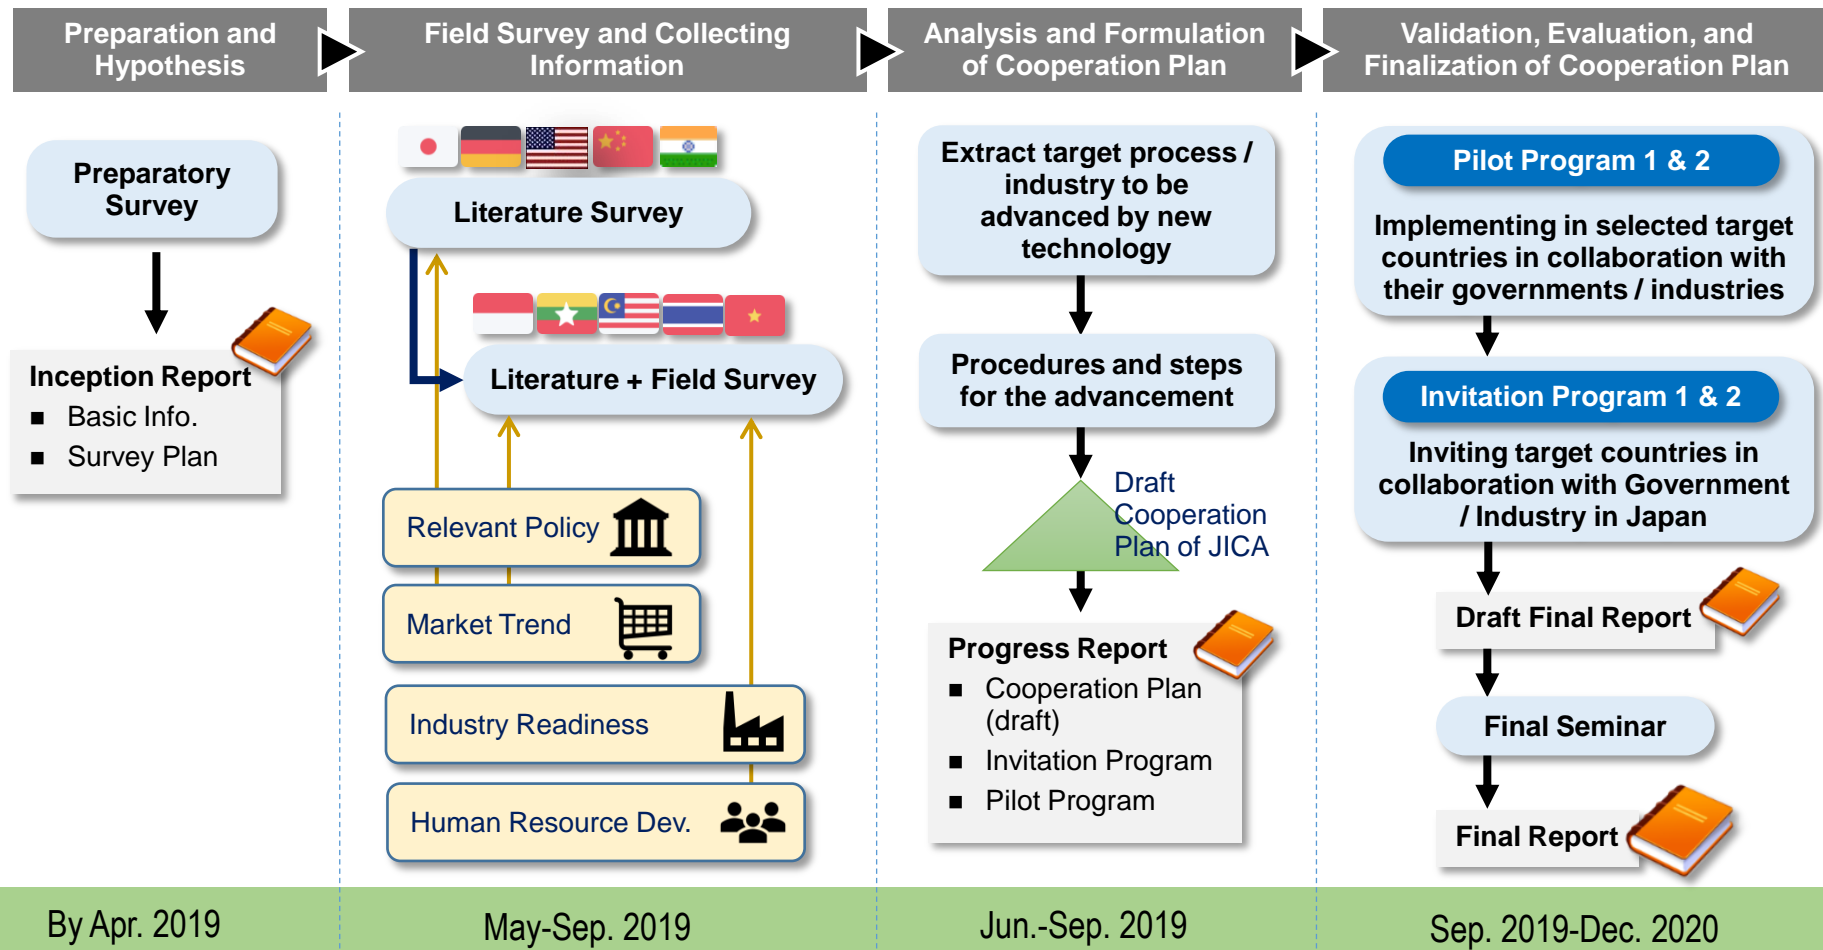 Preparation and
Hypothesis
Field Survey and Collecting
Information
Analysis and Formulation
of Cooperation Plan
Validation, Evaluation, and
Finalization of Cooperation Plan
Preparatory
Survey
Inception Report
■ Basic Info.
■ Survey Plan
Literature Survey
Literature + Field Survey
Relevant Policy
Market Trend
Industry Readiness
Human Resource Dev.
Extract target process /
industry to be
advanced by new
technology
Procedures and steps
for the advancement
Draft
Cooperation
Plan of JICA
Progress Report
■ Cooperation Plan
(draft)
■ Invitation Program
■ Pilot Program
Pilot Program 1 & 2
Implementing in selected target
countries in collaboration with
their governments / industries
Invitation Program 1 & 2
Inviting target countries in
collaboration with Government
/ Industry in Japan
Draft Final Report
Final Seminar
Final Report
By Apr. 2019
May-Sep. 2019
Jun.-Sep. 2019
Sep. 2019-Dec. 2020